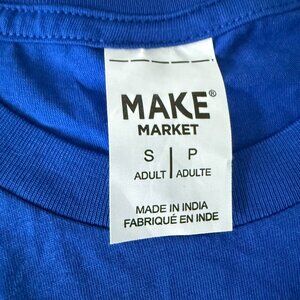 MAKE®
MARKET
S | P
ADULT | ADULTE
MADE IN INDIA
FABRIQUÉ EN INDE